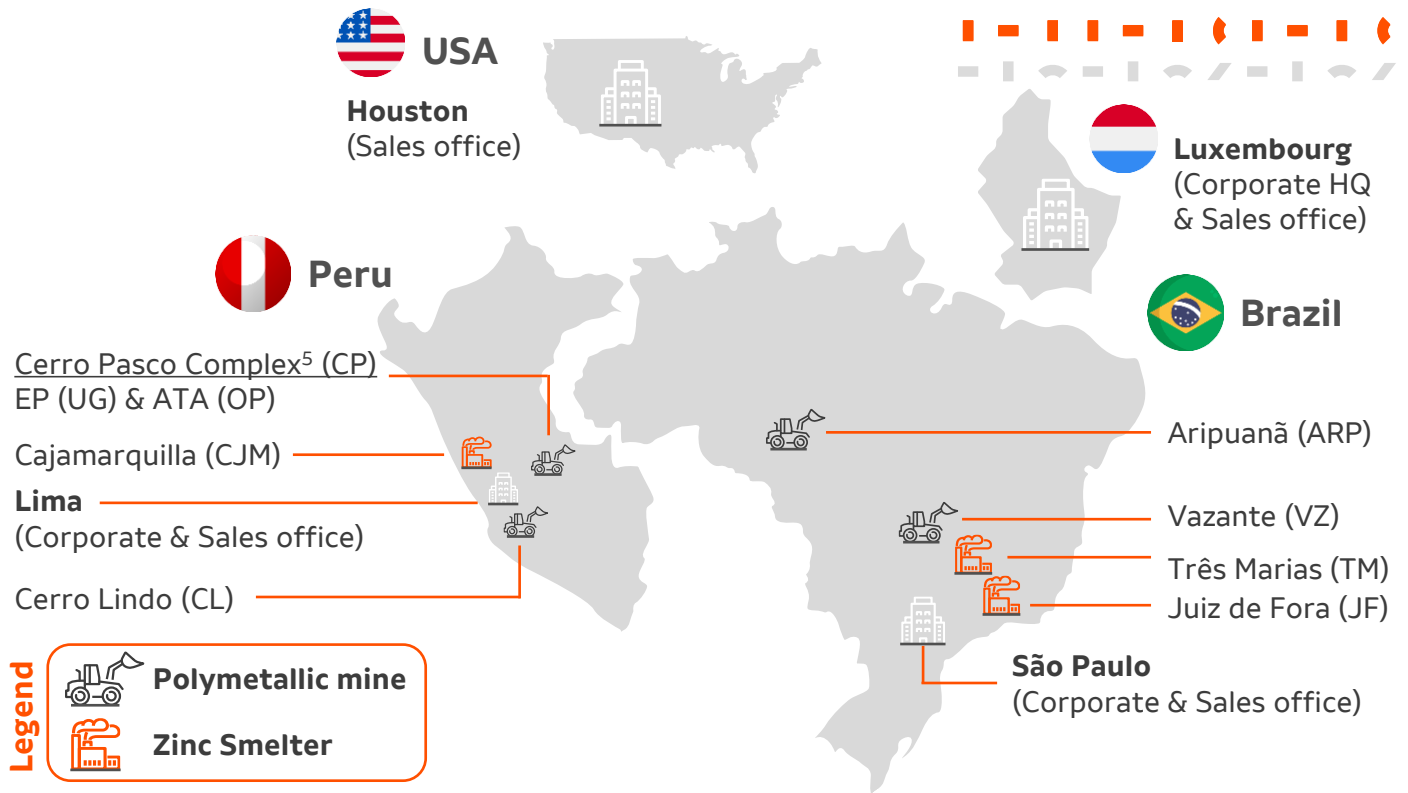 USA
Houston
(Sales office)
Luxembourg
(Corporate HQ
& Sales office)
Peru
Brazil
Cerro Pasco Complex⁵ (CP)
EP (UG) & ATA (OP)
Cajamarquilla (CJM)
Lima
(Corporate & Sales office)
Cerro Lindo (CL)
Aripuanã (ARP)
Vazante (VZ)
Três Marias (TM)
Juiz de Fora (JF)
São Paulo
(Corporate & Sales office)
Legend
Polymetallic mine
Zinc Smelter